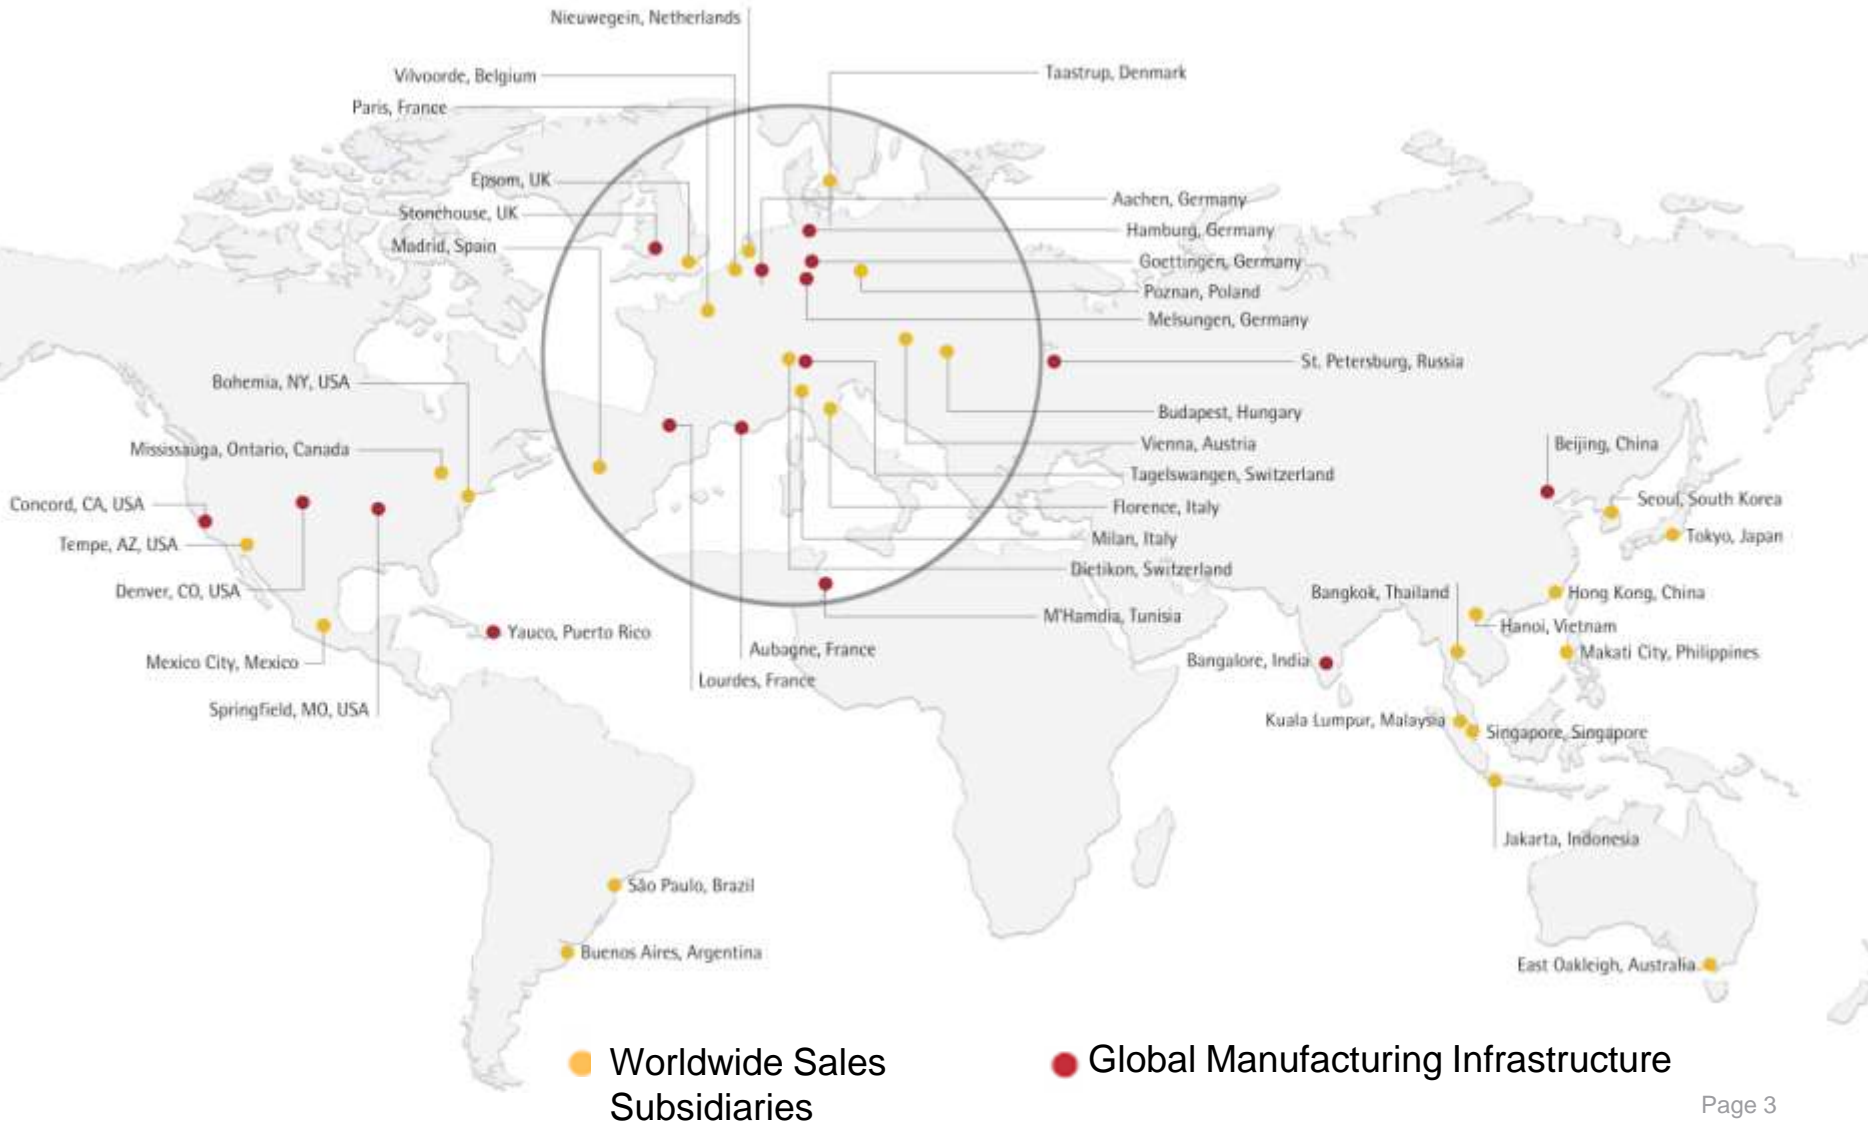 Nieuwegein, Netherlands
Vilvoorde, Belgium
Taastrup, Denmark
Paris, France
Epsom, UK
Aachen, Germany
Stonehouse, UK
Hamburg, Germany
Madrid, Spain
Goettingen, Germany
Poznan, Poland
Melsungen, Germany
St. Petersburg, Russia
Bohemia, NY, USA
Budapest, Hungary
Vienna, Austria
Beijing, China
Mississauga, Ontario, Canada
Tagelswangen, Switzerland
Seoul, South Korea
Concord, CA, USA
Florence, Italy
Tokyo, Japan
Tempe, AZ, USA
Milan, Italy
Dietikon, Switzerland
Denver, CO, USA
Bangkok, Thailand
Hong Kong, China
M'Hamdia, Tunisia
Hanoi, Vietnam
Yauco, Puerto Rico
Aubagne, France
Makati City, Philippines
Mexico City, Mexico
Bangalore, India
Lourdes, France
Springfield, MO, USA
Kuala Lumpur, Malaysia
Singapore, Singapore
Jakarta, Indonesia
São Paulo, Brazil
Buenos Aires, Argentina
East Oakleigh, Australia
Worldwide Sales
Subsidiaries
Global Manufacturing Infrastructure
Page 3